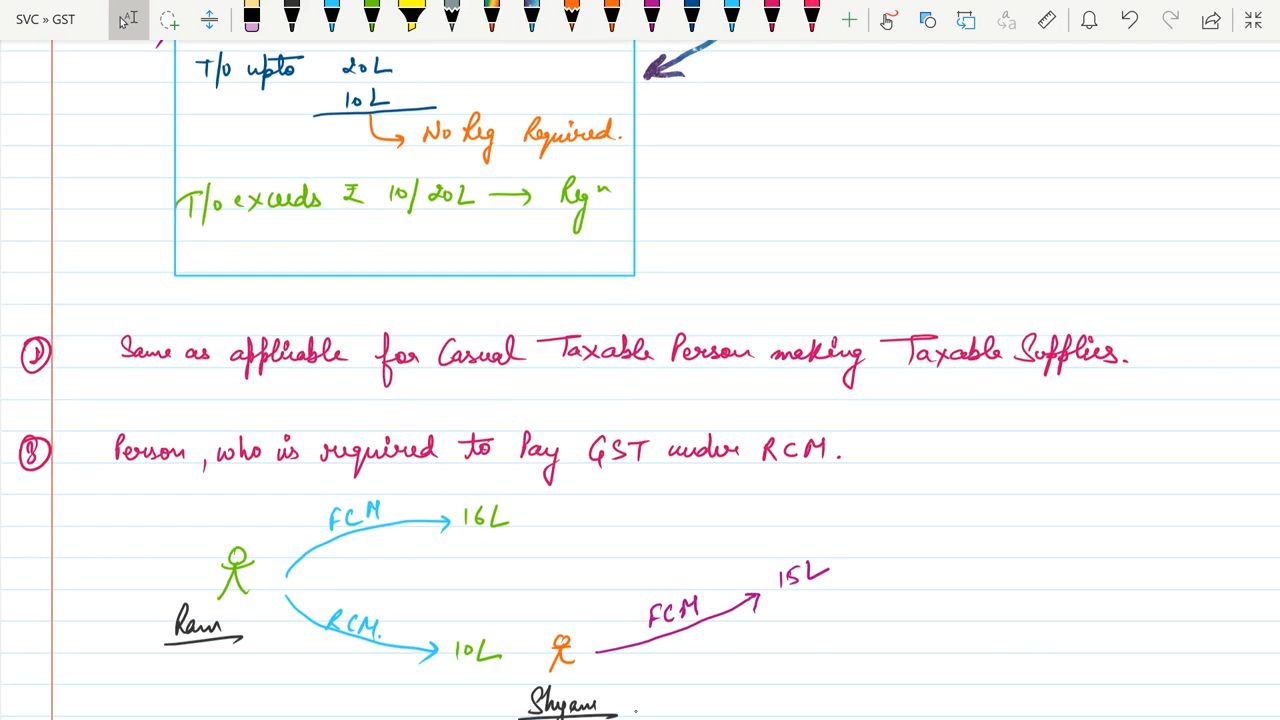 SVC » GST
T/o upto 20L
10L
No Reg Required.
T/o exceeds ₹ 10/20L → Regⁿ
Same as applicable for Casual Taxable Person making Taxable Supplies.
Person, who is required to Pay GST under RCM.
FCM 16L
15L
FCM
Ram RCM. 10L
Shyam